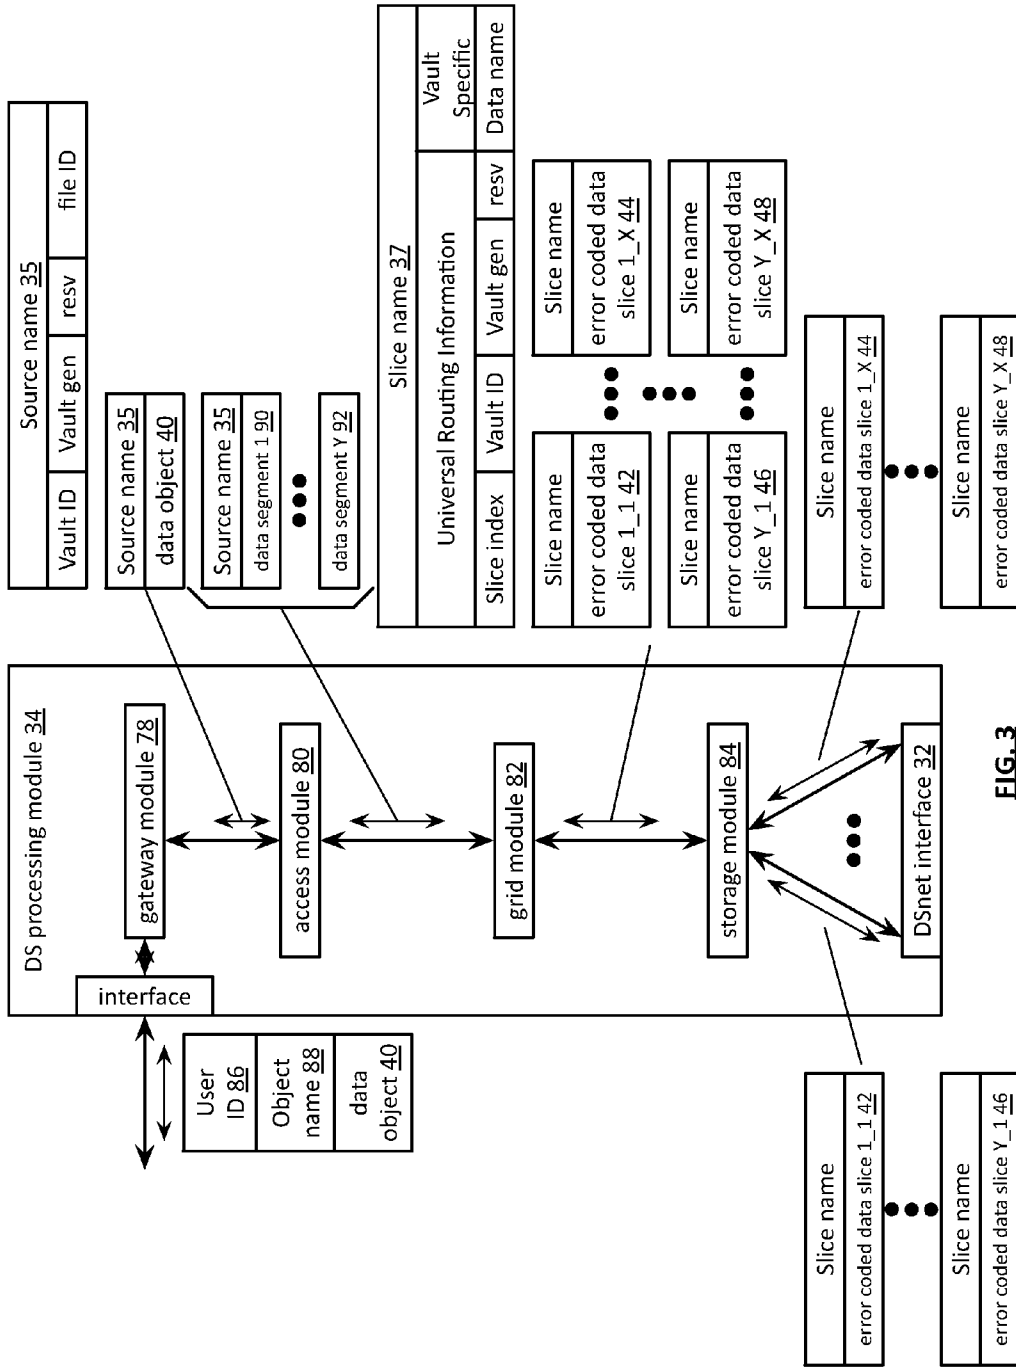 User
ID 86
Object
name 88
data
object 40
interface
DS processing module 34
gateway module 78
access module 80
grid module 82
storage module 84
DSnet interface 32
Source name 35
Vault ID
Vault gen
resv
file ID
Source name 35
data object 40
Source name 35
data segment 1 90
data segment Y 92
Slice name 37
Universal Routing Information
Vault
Specific
Slice index
Vault ID
Vault gen
resv
Data name
Slice name
error coded data
slice 1_1 42
Slice name
error coded data
slice 1_X 44
Slice name
error coded data
slice Y_1 46
Slice name
error coded data
slice Y_X 48
Slice name
error coded data slice 1_1 42
Slice name
error coded data slice Y_1 46
Slice name
error coded data slice 1_X 44
Slice name
error coded data slice Y_X 48
FIG. 3